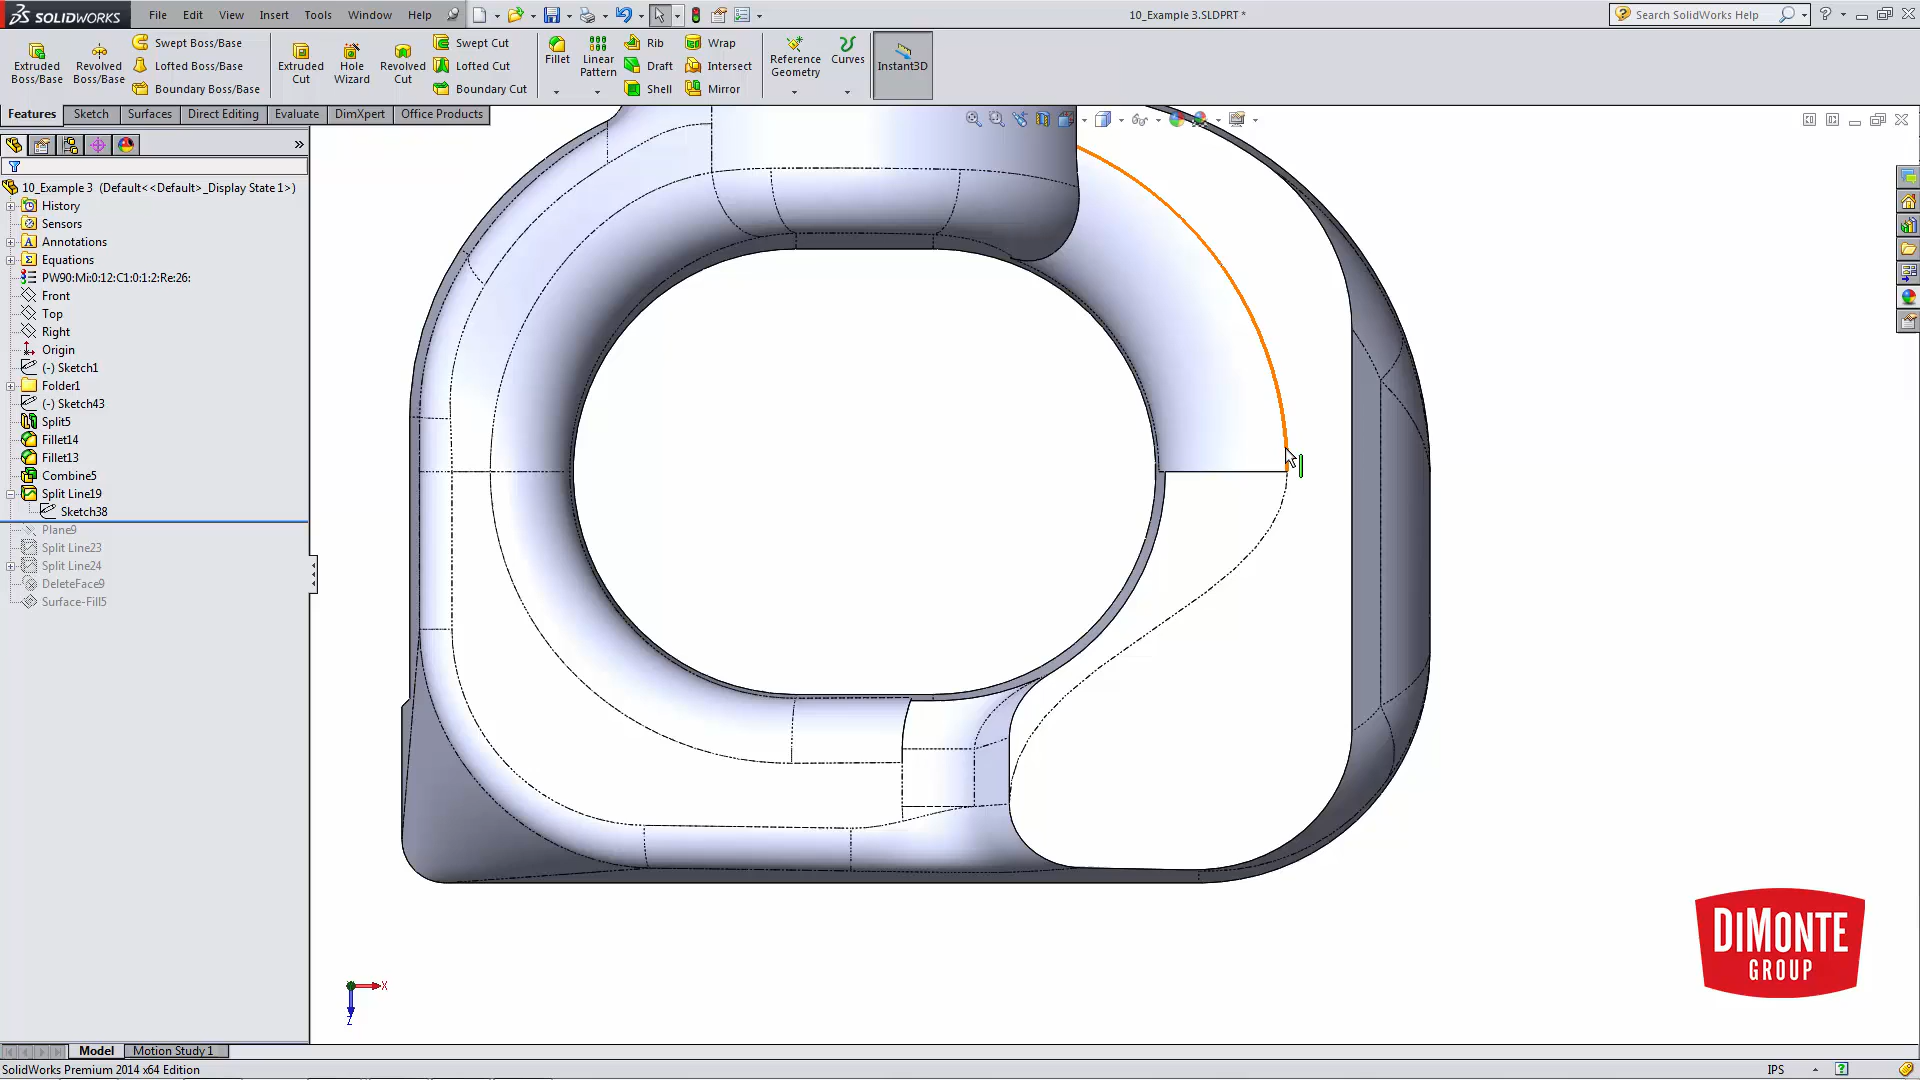 SOLIDWORKS
File Edit View Insert Tools Window Help
10_Example 3.SLDPRT *
Search SolidWorks Help
Extruded Boss/Base
Revolved Boss/Base
Swept Boss/Base
Lofted Boss/Base
Boundary Boss/Base
Extruded Cut
Hole Wizard
Revolved Cut
Swept Cut
Lofted Cut
Boundary Cut
Fillet
Linear Pattern
Rib
Draft
Shell
Wrap
Intersect
Mirror
Reference Geometry
Curves
Instant3D
Features Sketch Surfaces Direct Editing Evaluate DimXpert Office Products
10_Example 3 (Default<<Default>_Display State 1>)
History
Sensors
Annotations
Equations
PW90:Mi:0:12:C1:0:1:2:Re:26:
Front
Top
Right
Origin
(-) Sketch1
Folder1
(-) Sketch43
Split5
Fillet14
Fillet13
Combine5
Split Line19
Sketch38
Plane9
Split Line23
Split Line24
DeleteFace9
Surface-Fill5
X
Z
DIMONTE
GROUP
Model Motion Study 1
SolidWorks Premium 2014 x64 Edition
IPS